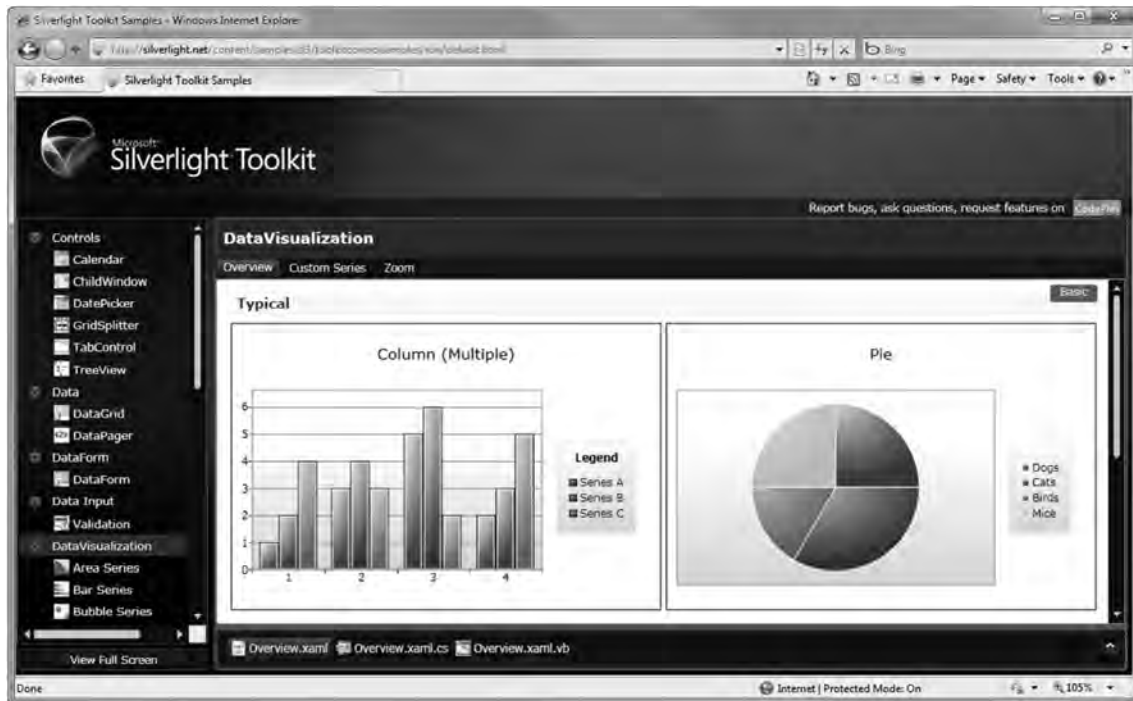 Silverlight Toolkit Samples - Windows Internet Explorer
Bing
Favorites
Silverlight Toolkit Samples
Page
Safety
Tools
Microsoft
Silverlight Toolkit
Report bugs, ask questions, request features on CodePlex
Controls
Calendar
ChildWindow
DatePicker
GridSplitter
TabControl
TreeView
Data
DataGrid
DataPager
DataForm
DataForm
Data Input
Validation
DataVisualization
Area Series
Bar Series
Bubble Series
View Full Screen
DataVisualization
Overview Custom Series Zoom
Typical
Basic
Column (Multiple)
6
5
4
3
2
1
0
1 2 3 4
Legend
Series A
Series B
Series C
Pie
Dogs
Cats
Birds
Mice
Overview.xaml Overview.xaml.cs Overview.xaml.vb
Done
Internet | Protected Mode: On
105%